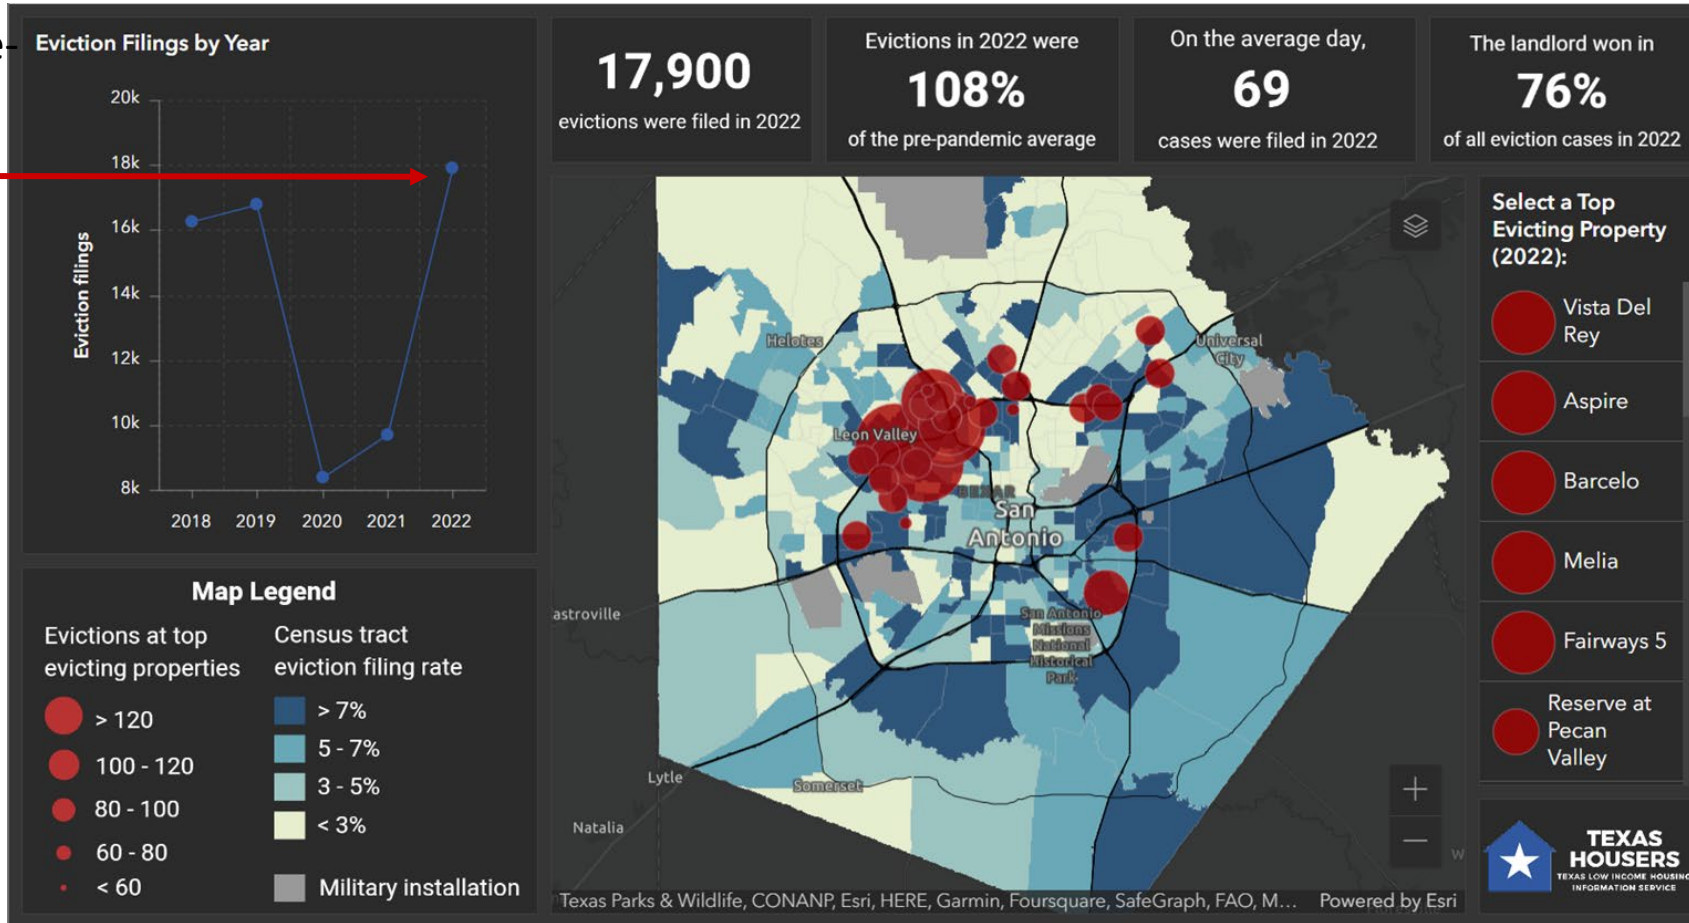 e-
Eviction Filings by Year
20k
18k
16k
14k
12k
10k
8k
Eviction filings
2018 2019 2020 2021 2022
17,900
evictions were filed in 2022
Evictions in 2022 were
108%
of the pre-pandemic average
On the average day,
69
cases were filed in 2022
The landlord won in
76%
of all eviction cases in 2022
Map Legend
Evictions at top
evicting properties
> 120
100 - 120
80 - 100
60 - 80
< 60
Census tract
eviction filing rate
> 7%
5 - 7%
3 - 5%
< 3%
Military installation
Helotes
Universal
City
Leon Valley
BEXAR
San
Antonio
San Antonio
Missions
National
Historical
Park
astroville
Lytle
Somerset
Natalia
W
+
−
Texas Parks & Wildlife, CONANP, Esri, HERE, Garmin, Foursquare, SafeGraph, FAO, M... Powered by Esri
Select a Top
Evicting Property
(2022):
Vista Del
Rey
Aspire
Barcelo
Melia
Fairways 5
Reserve at
Pecan
Valley
TEXAS
HOUSERS
TEXAS LOW INCOME HOUSING
INFORMATION SERVICE